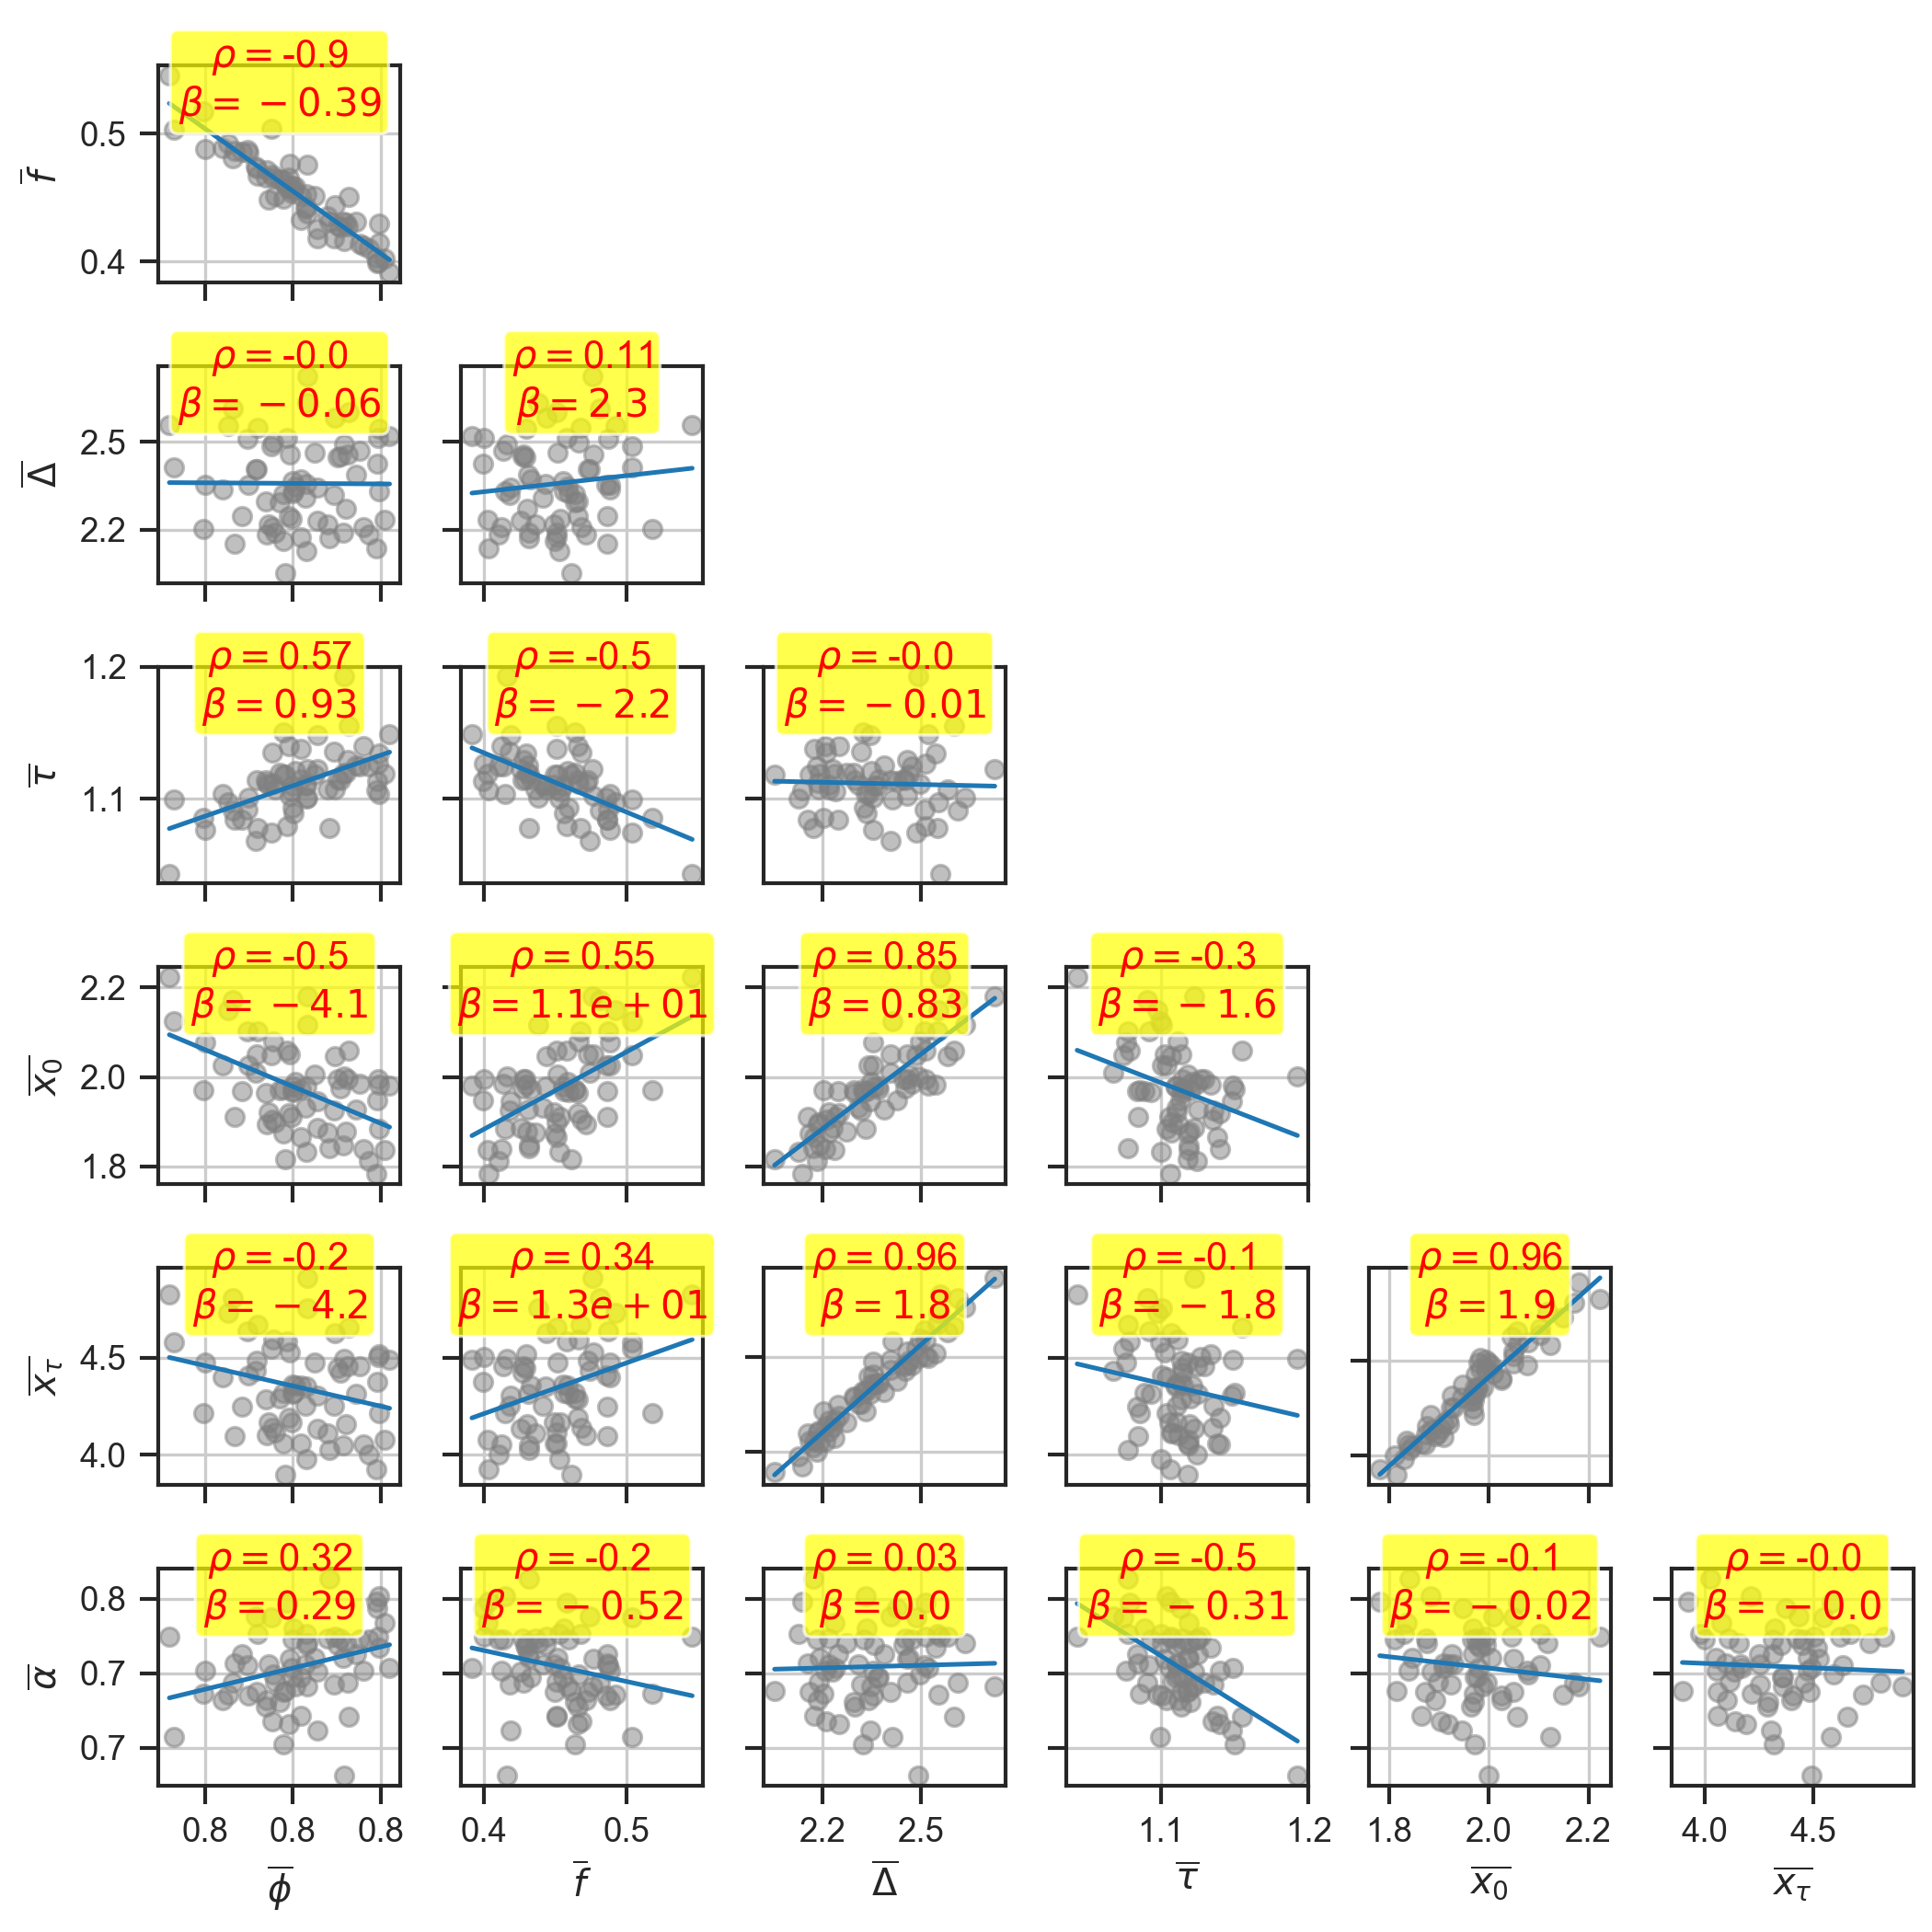 ρ = -0.9
β = −0.39
0.5
0.4
f̅
ρ = -0.0
β = −0.06
ρ = 0.11
β = 2.3
2.5
2.2
Δ̅
ρ = 0.57
β = 0.93
ρ = -0.5
β = −2.2
ρ = -0.0
β = −0.01
1.2
1.1
τ̅
ρ = -0.5
β = −4.1
ρ = 0.55
β = 1.1e + 01
ρ = 0.85
β = 0.83
ρ = -0.3
β = −1.6
2.2
2.0
1.8
x̅₀
ρ = -0.2
β = −4.2
ρ = 0.34
β = 1.3e + 01
ρ = 0.96
β = 1.8
ρ = -0.1
β = −1.8
ρ = 0.96
β = 1.9
4.5
4.0
x̅_τ
ρ = 0.32
β = 0.29
ρ = -0.2
β = −0.52
ρ = 0.03
β = 0.0
ρ = -0.5
β = −0.31
ρ = -0.1
β = −0.02
ρ = -0.0
β = −0.0
0.8
0.7
0.7
α̅
0.8 0.8 0.8
0.4 0.5
2.2 2.5
1.1 1.2
1.8 2.0 2.2
4.0 4.5
ϕ̅
f̅
Δ̅
τ̅
x̅₀
x̅_τ